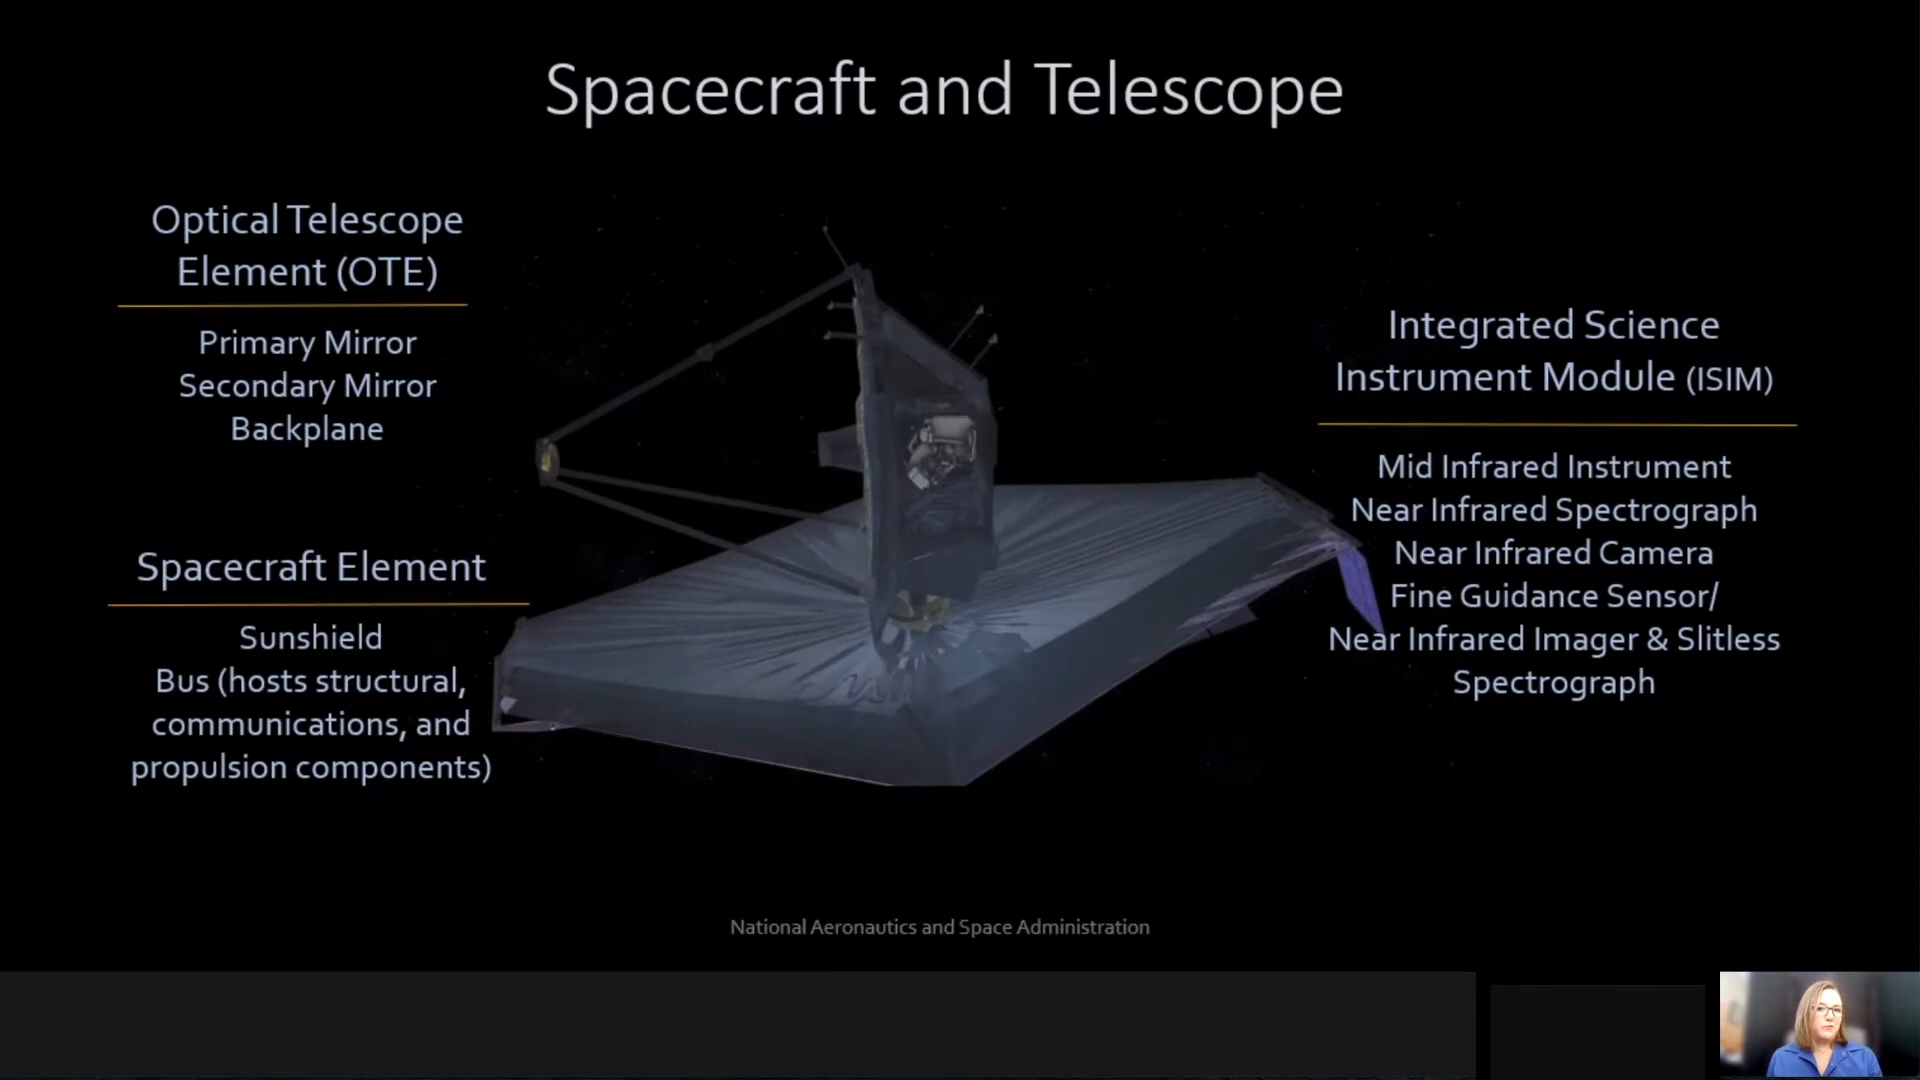 Spacecraft and Telescope
Optical Telescope
Element (OTE)
Primary Mirror
Secondary Mirror
Backplane
Spacecraft Element
Sunshield
Bus (hosts structural,
communications, and
propulsion components)
Integrated Science
Instrument Module (ISIM)
Mid Infrared Instrument
Near Infrared Spectrograph
Near Infrared Camera
Fine Guidance Sensor/
Near Infrared Imager & Slitless
Spectrograph
National Aeronautics and Space Administration